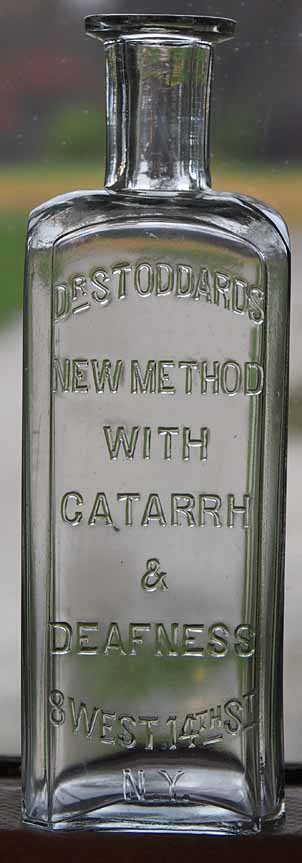 DR STODDARDS
NEW METHOD
WITH
CATARRH
&
DEAFNESS
8 WEST.14TH ST
N.Y.